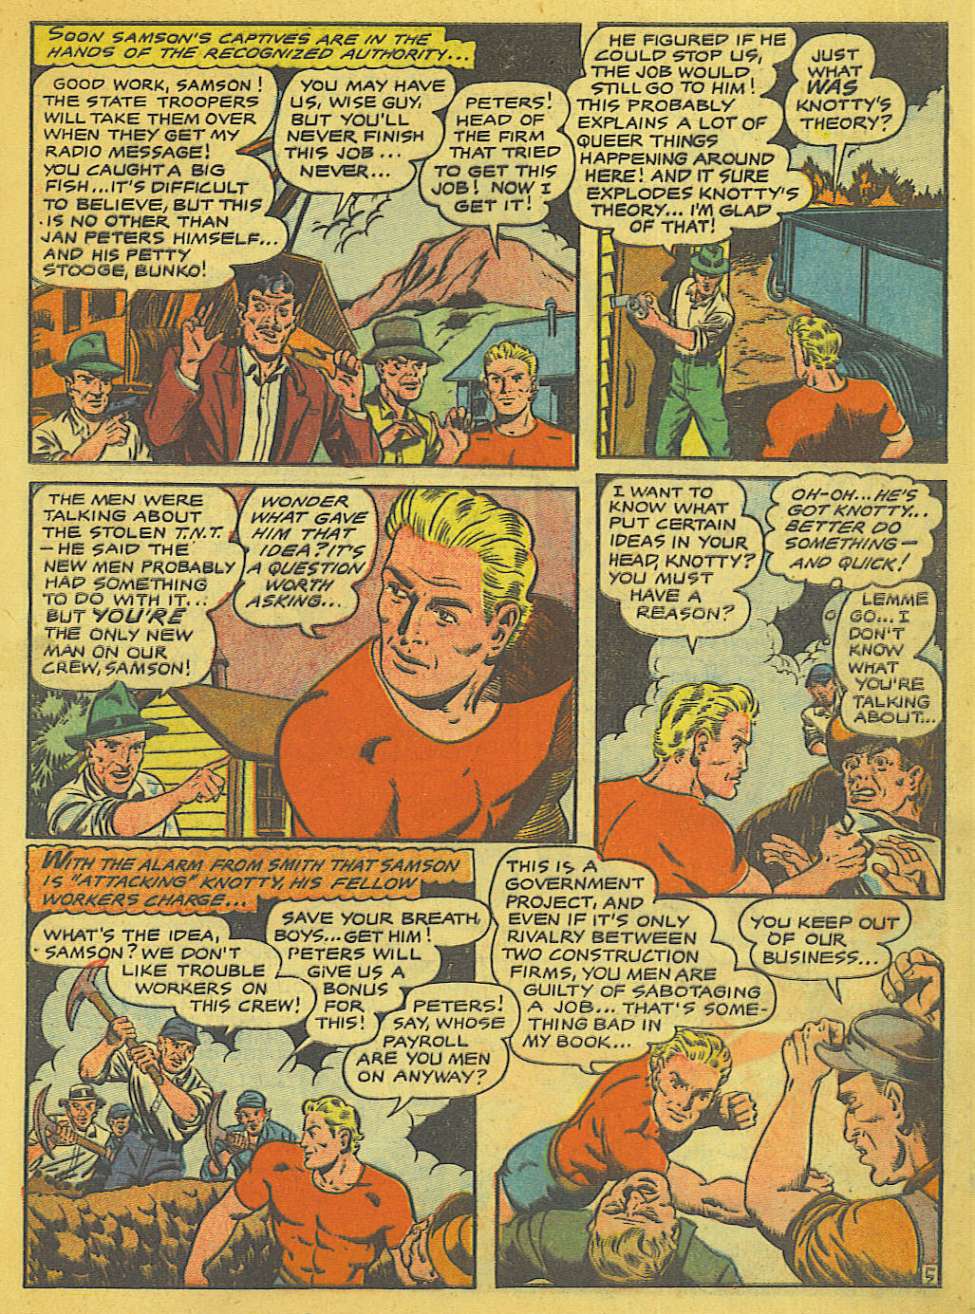 SOON SAMSON'S CAPTIVES ARE IN THE
HANDS OF THE RECOGNIZED AUTHORITY...
GOOD WORK, SAMSON!
THE STATE TROOPERS
WILL TAKE THEM OVER
WHEN THEY GET MY
RADIO MESSAGE!
YOU CAUGHT A BIG
FISH...IT'S DIFFICULT
TO BELIEVE, BUT THIS
IS NO OTHER THAN
JAN PETERS HIMSELF...
AND HIS PETTY
STOOGE, BUNKO!
YOU MAY HAVE
US, WISE GUY,
BUT YOU'LL
NEVER FINISH
THIS JOB...
NEVER...
PETERS!
HEAD OF
THE FIRM
THAT TRIED
TO GET THIS
JOB! NOW I
GET IT!
HE FIGURED IF HE
COULD STOP US,
THE JOB WOULD
STILL GO TO HIM!
THIS PROBABLY
EXPLAINS A LOT OF
QUEER THINGS
HAPPENING AROUND
HERE! AND IT SURE
EXPLODES KNOTTY'S
THEORY... I'M GLAD
OF THAT!
JUST
WHAT
WAS
KNOTTY'S
THEORY?
THE MEN WERE
TALKING ABOUT
THE STOLEN T.N.T.
—HE SAID THE
NEW MEN PROBABLY
HAD SOMETHING
TO DO WITH IT...
BUT YOU'RE
THE ONLY NEW
MAN ON OUR
CREW, SAMSON!
WONDER
WHAT GAVE
HIM THAT
IDEA? IT'S
A QUESTION
WORTH
ASKING...
I WANT TO
KNOW WHAT
PUT CERTAIN
IDEAS IN YOUR
HEAD, KNOTTY?
YOU MUST
HAVE A
REASON?
OH-OH...HE'S
GOT KNOTTY...
BETTER DO
SOMETHING—
AND QUICK!
LEMME
GO... I
DON'T
KNOW
WHAT
YOU'RE
TALKING
ABOUT...
WITH THE ALARM FROM SMITH THAT SAMSON
IS "ATTACKING" KNOTTY, HIS FELLOW
WORKERS CHARGE...
WHAT'S THE IDEA,
SAMSON? WE DON'T
LIKE TROUBLE
WORKERS ON
THIS CREW!
SAVE YOUR BREATH,
BOYS... GET HIM!
PETERS WILL
GIVE US A
BONUS
FOR
THIS!
PETERS!
SAY, WHOSE
PAYROLL
ARE YOU MEN
ON ANYWAY?
THIS IS A
GOVERNMENT
PROJECT, AND
EVEN IF IT'S ONLY
RIVALRY BETWEEN
TWO CONSTRUCTION
FIRMS, YOU MEN ARE
GUILTY OF SABOTAGING
A JOB... THAT'S SOME-
THING BAD IN
MY BOOK...
YOU KEEP OUT
OF OUR
BUSINESS...
5